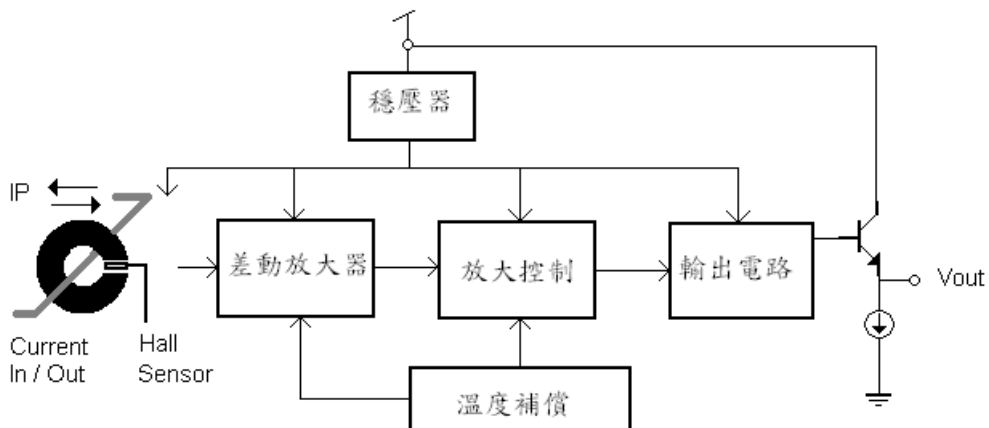 穩壓器
IP
差動放大器
放大控制
輸出電路
Vout
Current
In / Out
Hall
Sensor
溫度補償